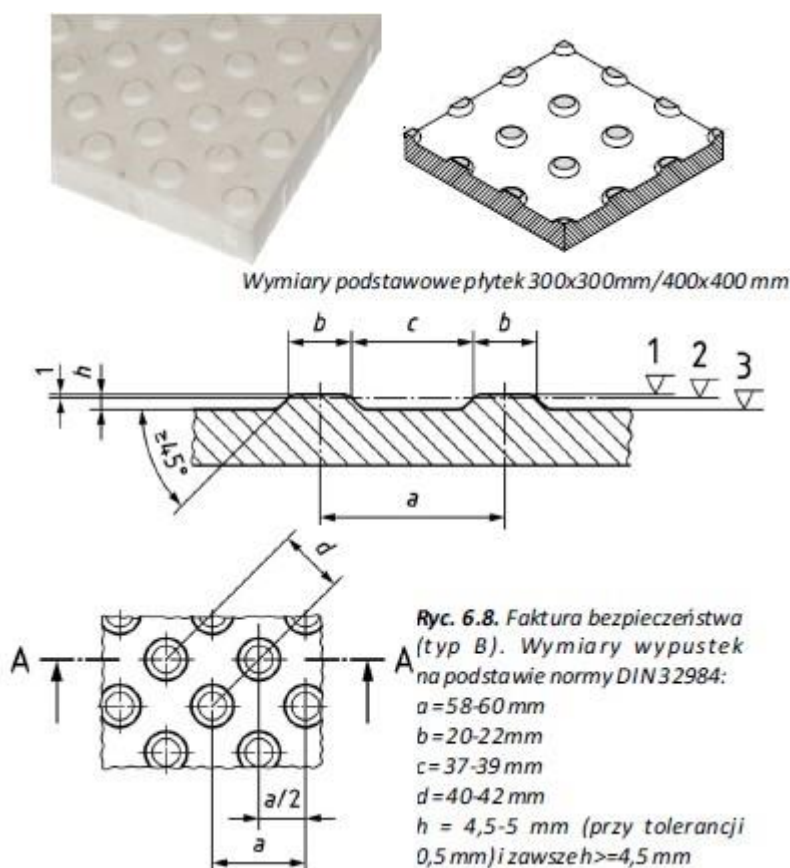 Wymiary podstawowe płytek 300x300mm/400x400 mm
b c b
1 h 1 2 3
≥45°
a
d
A A
a/2
a
Ryc. 6.8. Faktura bezpieczeństwa
(typ B). Wymiary wypustek
na podstawie normy DIN 32984:
a=58-60 mm
b=20-22mm
c=37-39 mm
d=40-42 mm
h = 4,5-5 mm (przy tolerancji
0,5 mm) i zawsze h>=4,5 mm